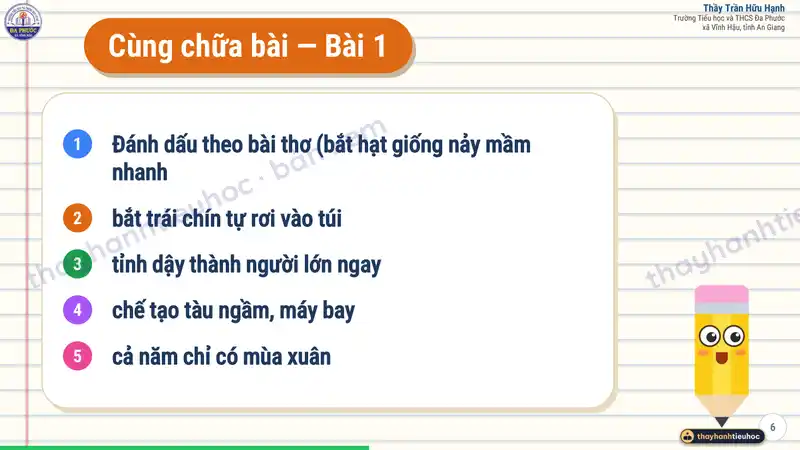 Thầy Trần Hữu Hạnh
Trường Tiểu học và THCS Đa Phước
xã Vĩnh Hậu, tỉnh An Giang
ĐA PHƯỚC
Cùng chữa bài — Bài 1
1 Đánh dấu theo bài thơ (bắt hạt giống nảy mầm
nhanh
2 bắt trái chín tự rơi vào túi
3 tỉnh dậy thành người lớn ngay
4 chế tạo tàu ngầm, máy bay
5 cả năm chỉ có mùa xuân
thayhanhtieuhoc
6